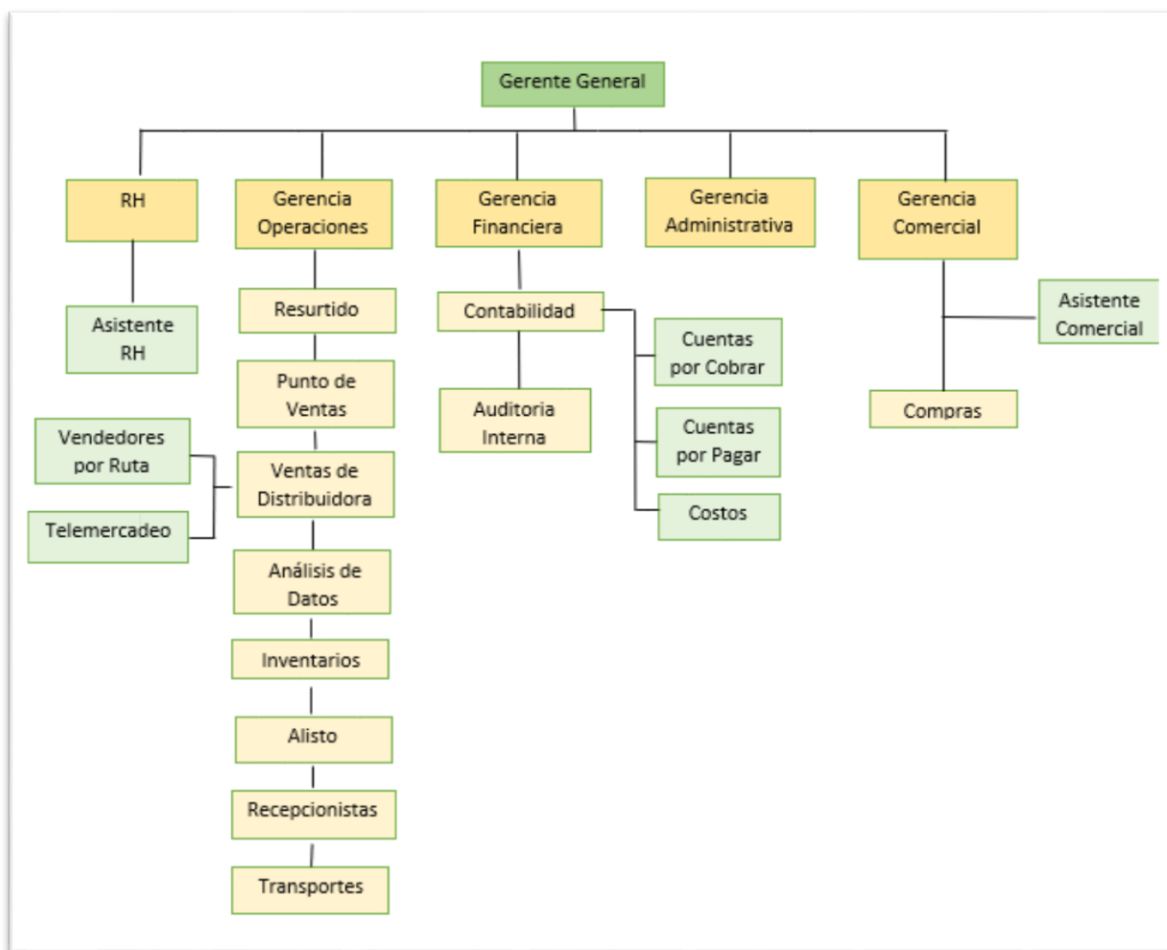 Gerente General
RH
Gerencia
Operaciones
Gerencia
Financiera
Gerencia
Administrativa
Gerencia
Comercial
Asistente
RH
Resurtido
Contabilidad
Asistente
Comercial
Punto de
Ventas
Cuentas
por Cobrar
Auditoria
Interna
Compras
Vendedores
por Ruta
Cuentas
por Pagar
Ventas de
Distribuidora
Telemercadeo
Costos
Análisis de
Datos
Inventarios
Alisto
Recepcionistas
Transportes